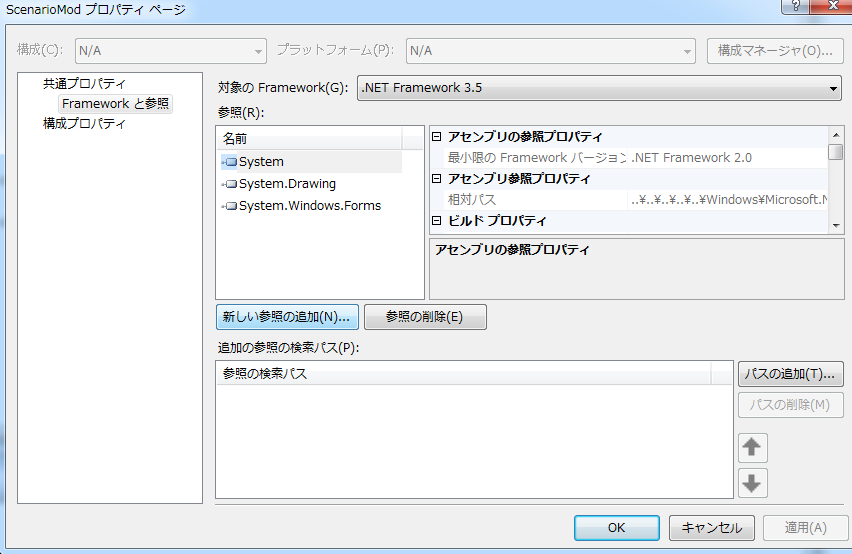 ScenarioMod プロパティ ページ
構成(C): N/A プラットフォーム(P): N/A 構成マネージャ(O)...
共通プロパティ
Framework と参照
構成プロパティ
対象の Framework(G): .NET Framework 3.5
参照(R):
名前
System
System.Drawing
System.Windows.Forms
アセンブリの参照プロパティ
最小限の Framework バージョン .NET Framework 2.0
アセンブリ参照プロパティ
相対パス ..¥..¥..¥..¥..¥Windows¥Microsoft.N
ビルド プロパティ
アセンブリの参照プロパティ
新しい参照の追加(N)... 参照の削除(E)
追加の参照の検索パス(P):
参照の検索パス
パスの追加(T)...
パスの削除(M)
OK キャンセル 適用(A)